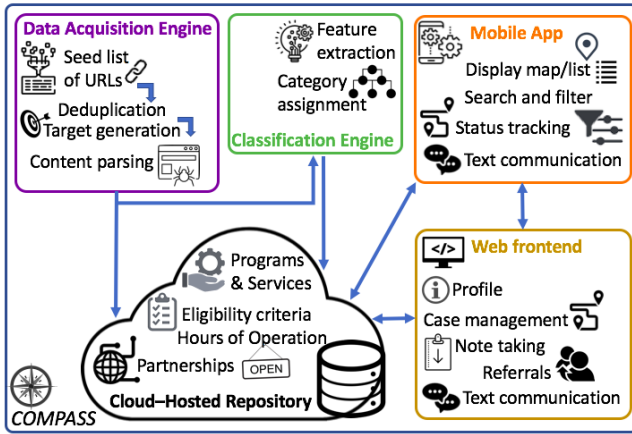 Data Acquisition Engine
Seed list
of URLs
Deduplication
Target generation
Content parsing
Feature
extraction
Category
assignment
Classification Engine
Mobile App
Display map/list
Search and filter
Status tracking
Text communication
Programs
& Services
Eligibility criteria
Hours of Operation
Partnerships
OPEN
Cloud–Hosted Repository
</>
Web frontend
Profile
Case management
Note taking
Referrals
Text communication
COMPASS